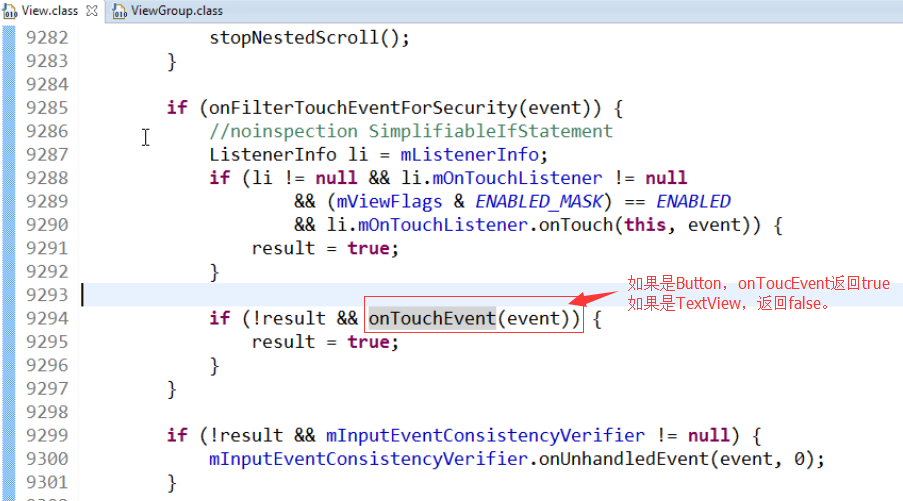 View.class
ViewGroup.class
9282 stopNestedScroll();
9283 }
9284
9285 if (onFilterTouchEventForSecurity(event)) {
9286 //noinspection SimplifiableIfStatement
9287 ListenerInfo li = mListenerInfo;
9288 if (li != null && li.mOnTouchListener != null
9289 && (mViewFlags & ENABLED_MASK) == ENABLED
9290 && li.mOnTouchListener.onTouch(this, event)) {
9291 result = true;
9292 }
9293
9294 if (!result && onTouchEvent(event)) {
9295 result = true;
9296 }
9297 }
9298
9299 if (!result && mInputEventConsistencyVerifier != null) {
9300 mInputEventConsistencyVerifier.onUnhandledEvent(event, 0);
9301 }
如果是Button，onToucEvent返回true
如果是TextView，返回false。